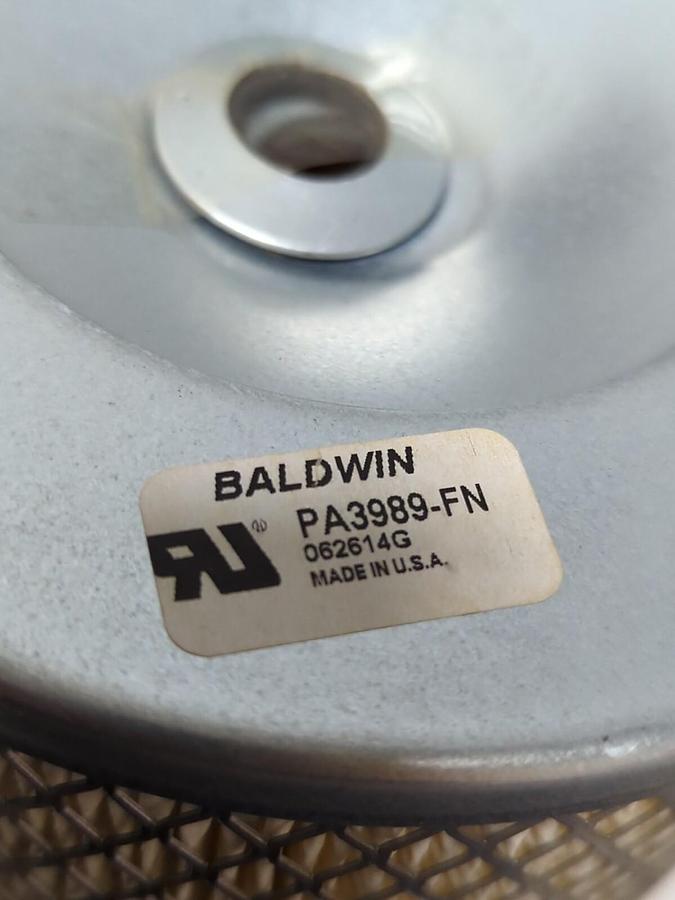 BALDWIN
PA3989-FN
062614G
MADE IN U.S.A.